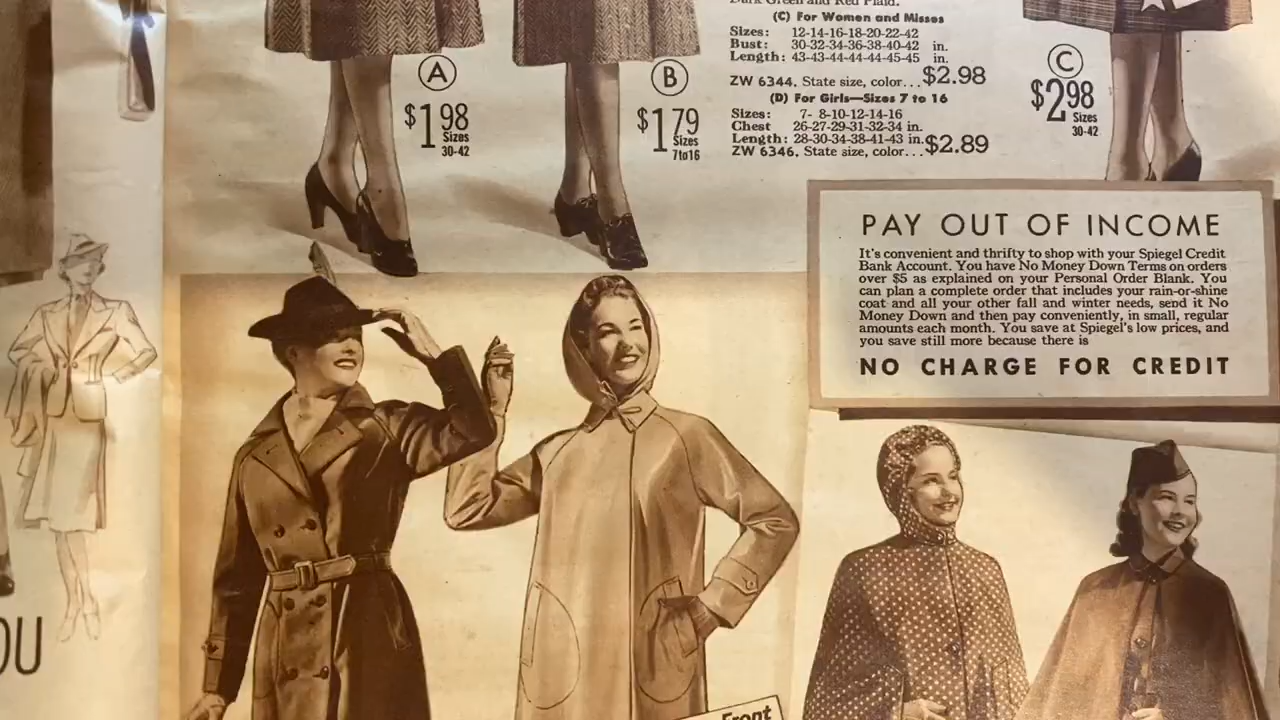 Dark Green and Red Plaid.
(C) For Women and Misses
Sizes: 12-14-16-18-20-22-42
Bust: 30-32-34-36-38-40-42 in.
Length: 43-43-44-44-44-45-45 in.
ZW 6344. State size, color...$2.98
(D) For Girls—Sizes 7 to 16
Sizes: 7- 8-10-12-14-16
Chest 26-27-29-31-32-34 in.
Length: 28-30-34-38-41-43 in.
ZW 6346. State size, color...$2.89
A
$1.98
Sizes
30-42
B
$1.79
Sizes
7 to 16
C
$2.98
Sizes
30-42
PAY OUT OF INCOME
It's convenient and thrifty to shop with your Spiegel Credit
Bank Account. You have No Money Down Terms on orders
over $5 as explained on your Personal Order Blank. You
can plan a complete order that includes your rain-or-shine
coat and all your other fall and winter needs, send it No
Money Down and then pay conveniently, in small, regular
amounts each month. You save at Spiegel's low prices, and
you save still more because there is
NO CHARGE FOR CREDIT
OU
Front